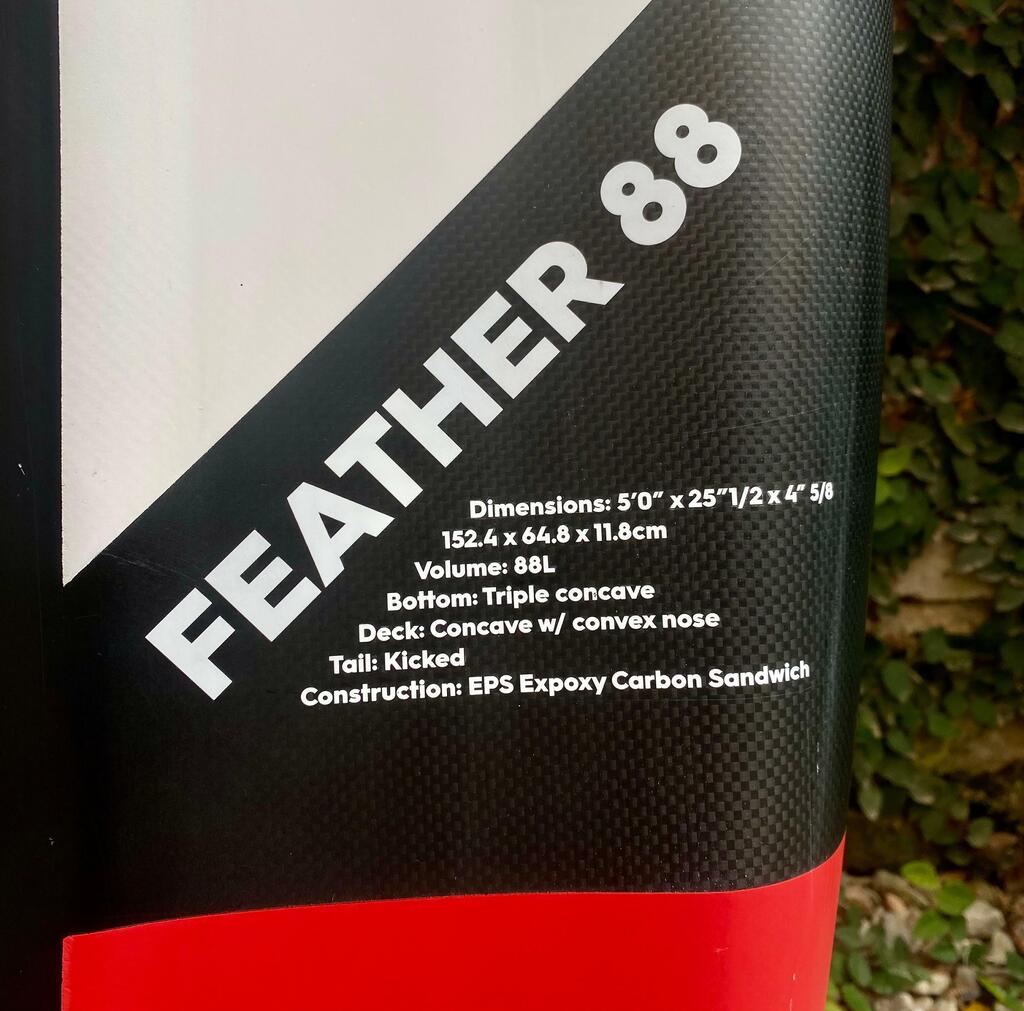 FEATHER 88
Dimensions: 5'0" x 25"1/2 x 4" 5/8
152.4 x 64.8 x 11.8cm
Volume: 88L
Bottom: Triple concave
Deck: Concave w/ convex nose
Tail: Kicked
Construction: EPS Expoxy Carbon Sandwich